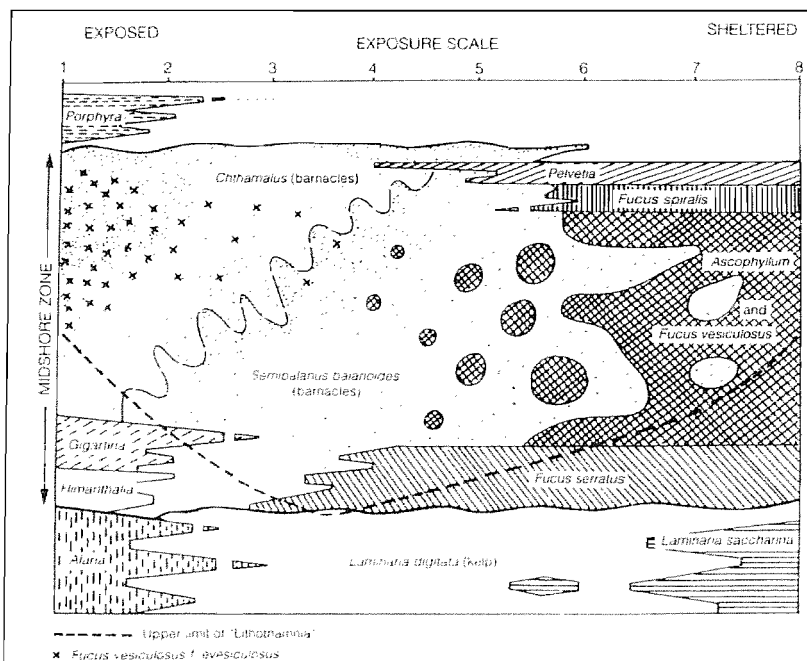 EXPOSED
EXPOSURE SCALE
SHELTERED
1 2 3 4 5 6 7 8
Porphyra
Chthamalus (barnacles)
Pelvetia
Fucus spiralis
Ascophyllum
and
Fucus vesiculosus
MIDSHORE ZONE
Semibalanus balanoides
(barnacles)
Gigartina
Himanthalia
Fucus serratus
Alaria
Laminaria digitata (kelp)
Laminaria saccharina
Upper limit of "Lithothamnia"
Fucus vesiculosus f. evesiculosus